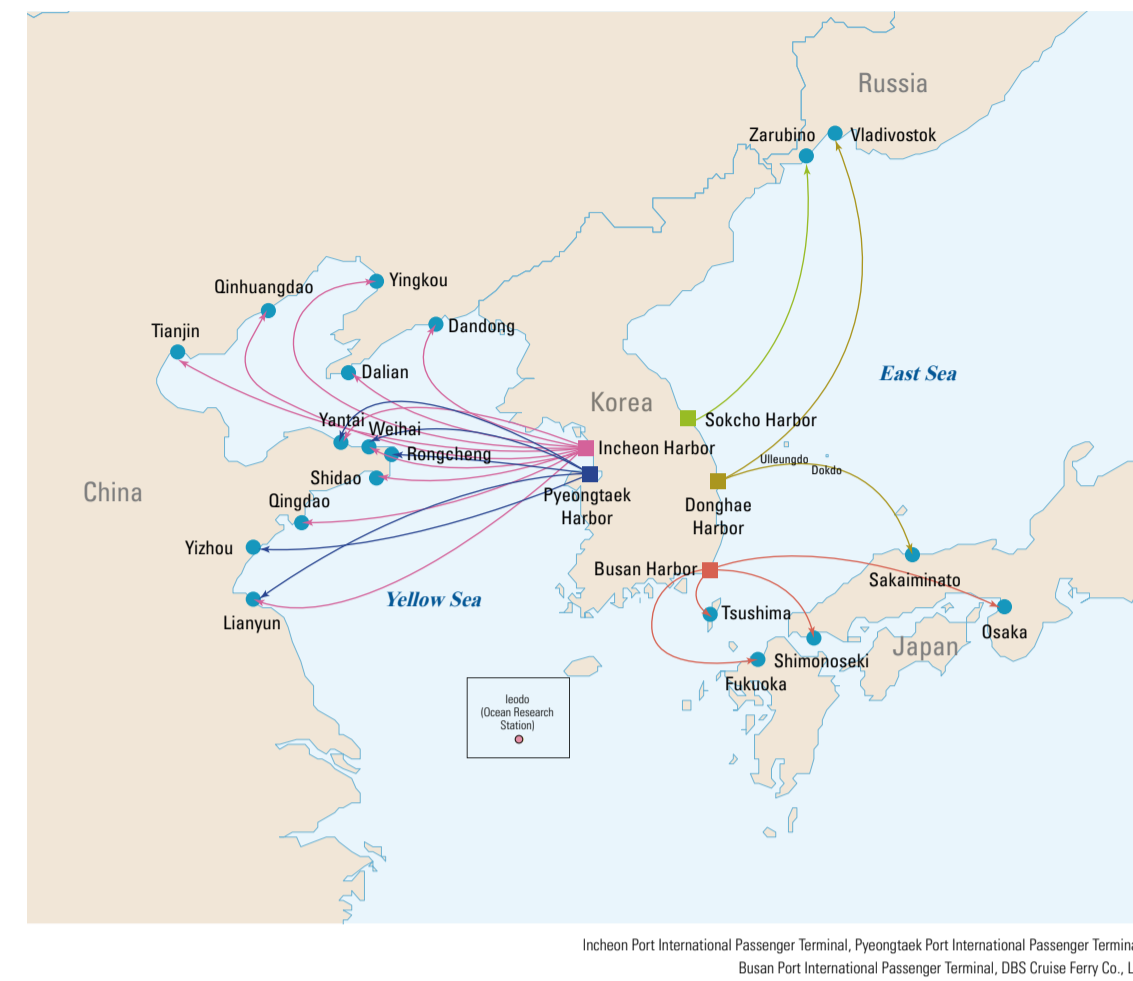 Russia
Zarubino
Vladivostok
Qinhuangdao
Yingkou
Tianjin
Dandong
Dalian
East Sea
Korea
Sokcho Harbor
Yantai
Weihai
Incheon Harbor
Rongcheng
Ulleungdo
Dokdo
Shidao
China
Pyeongtaek
Harbor
Qingdao
Donghae
Harbor
Yizhou
Busan Harbor
Sakaiminato
Yellow Sea
Lianyun
Tsushima
Osaka
Japan
Shimonoseki
Fukuoka
Ieodo
(Ocean Research
Station)
Incheon Port International Passenger Terminal, Pyeongtaek Port International Passenger Termina
Busan Port International Passenger Terminal, DBS Cruise Ferry Co., L